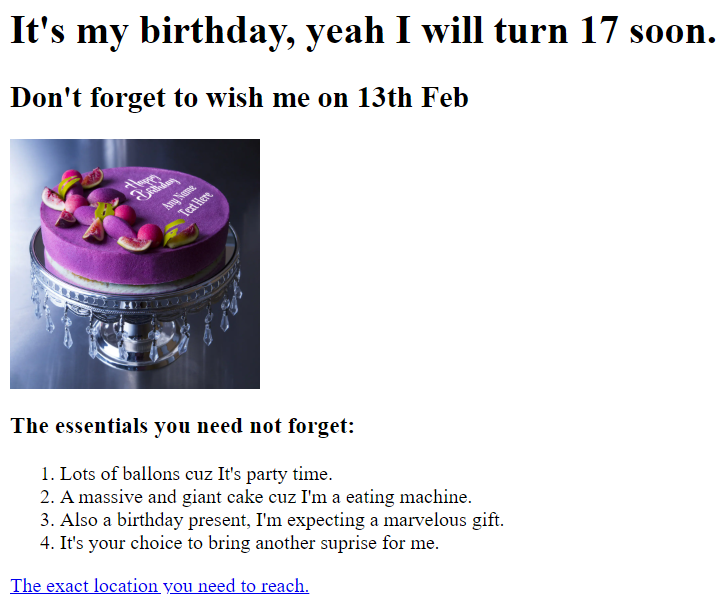 It's my birthday, yeah I will turn 17 soon.
Don't forget to wish me on 13th Feb
Happy
Birthday
Any Name
Text Here
The essentials you need not forget:
1. Lots of ballons cuz It's party time.
2. A massive and giant cake cuz I'm a eating machine.
3. Also a birthday present, I'm expecting a marvelous gift.
4. It's your choice to bring another suprise for me.
The exact location you need to reach.